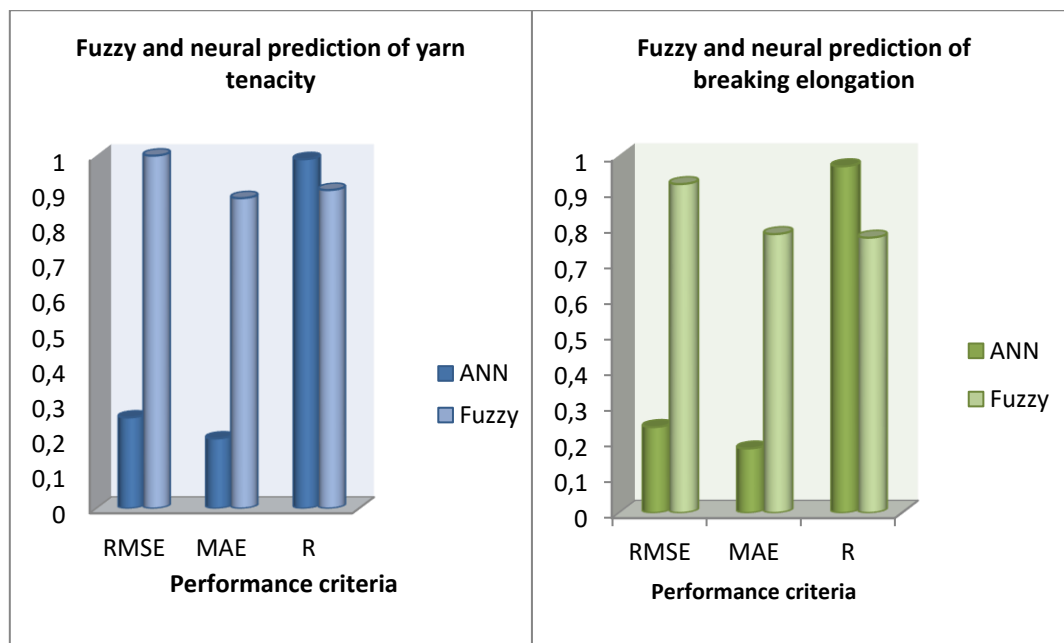 Fuzzy and neural prediction of yarn
tenacity
1
0,9
0,8
0,7
0,6
0,5
0,4
0,3
0,2
0,1
0
RMSE MAE R
Performance criteria
ANN
Fuzzy
Fuzzy and neural prediction of
breaking elongation
1
0,9
0,8
0,7
0,6
0,5
0,4
0,3
0,2
0,1
0
RMSE MAE R
Performance criteria
ANN
Fuzzy